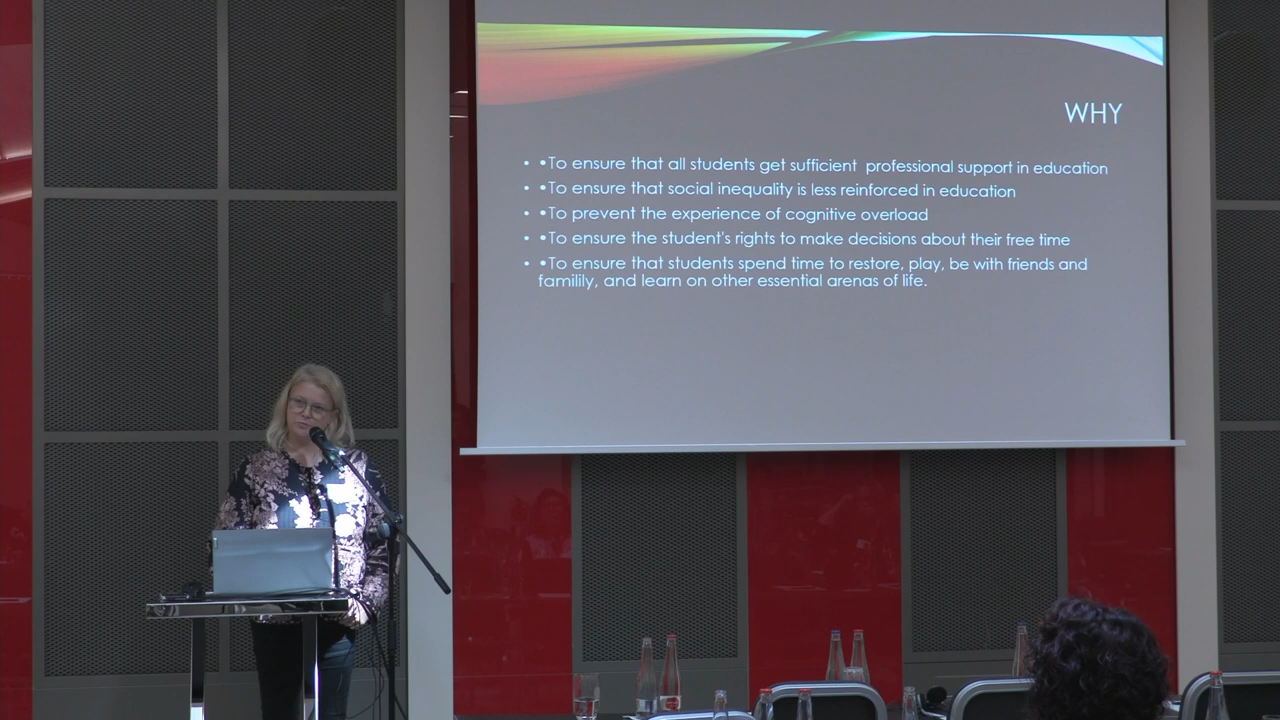 WHY
• •To ensure that all students get sufficient  professional support in education
• •To ensure that social inequality is less reinforced in education
• •To prevent the experience of cognitive overload
• •To ensure the student's rights to make decisions about their free time
• •To ensure that students spend time to restore, play, be with friends and
famililly, and learn on other essential arenas of life.